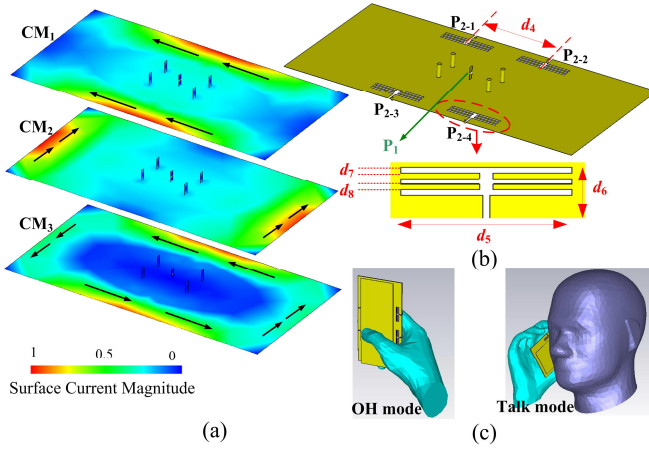 CM1
CM2
CM3
1
0.5
0
Surface Current Magnitude
(a)
P2-1
d4
P2-2
P2-3
P2-4
P1
d7
d8
d6
d5
(b)
OH mode
Talk mode
(c)